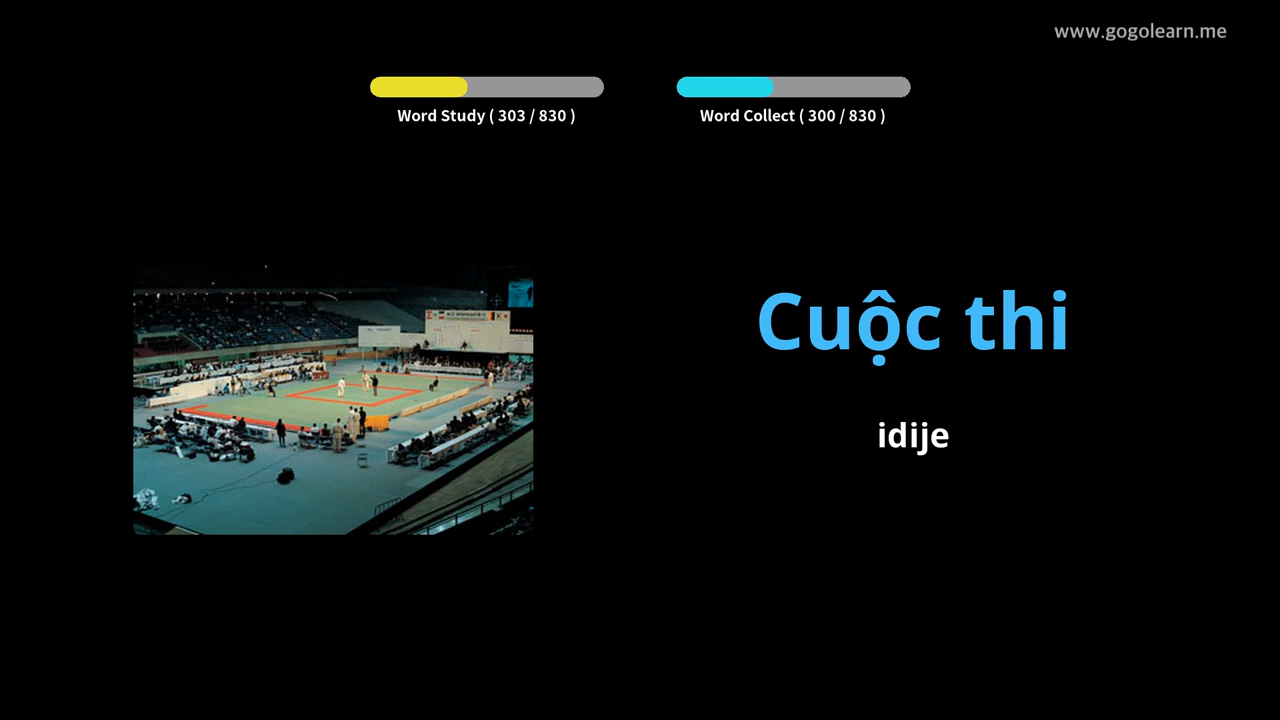 www.gogolearn.me
Word Study ( 303 / 830 )
Word Collect ( 300 / 830 )
Cuộc thi
idije